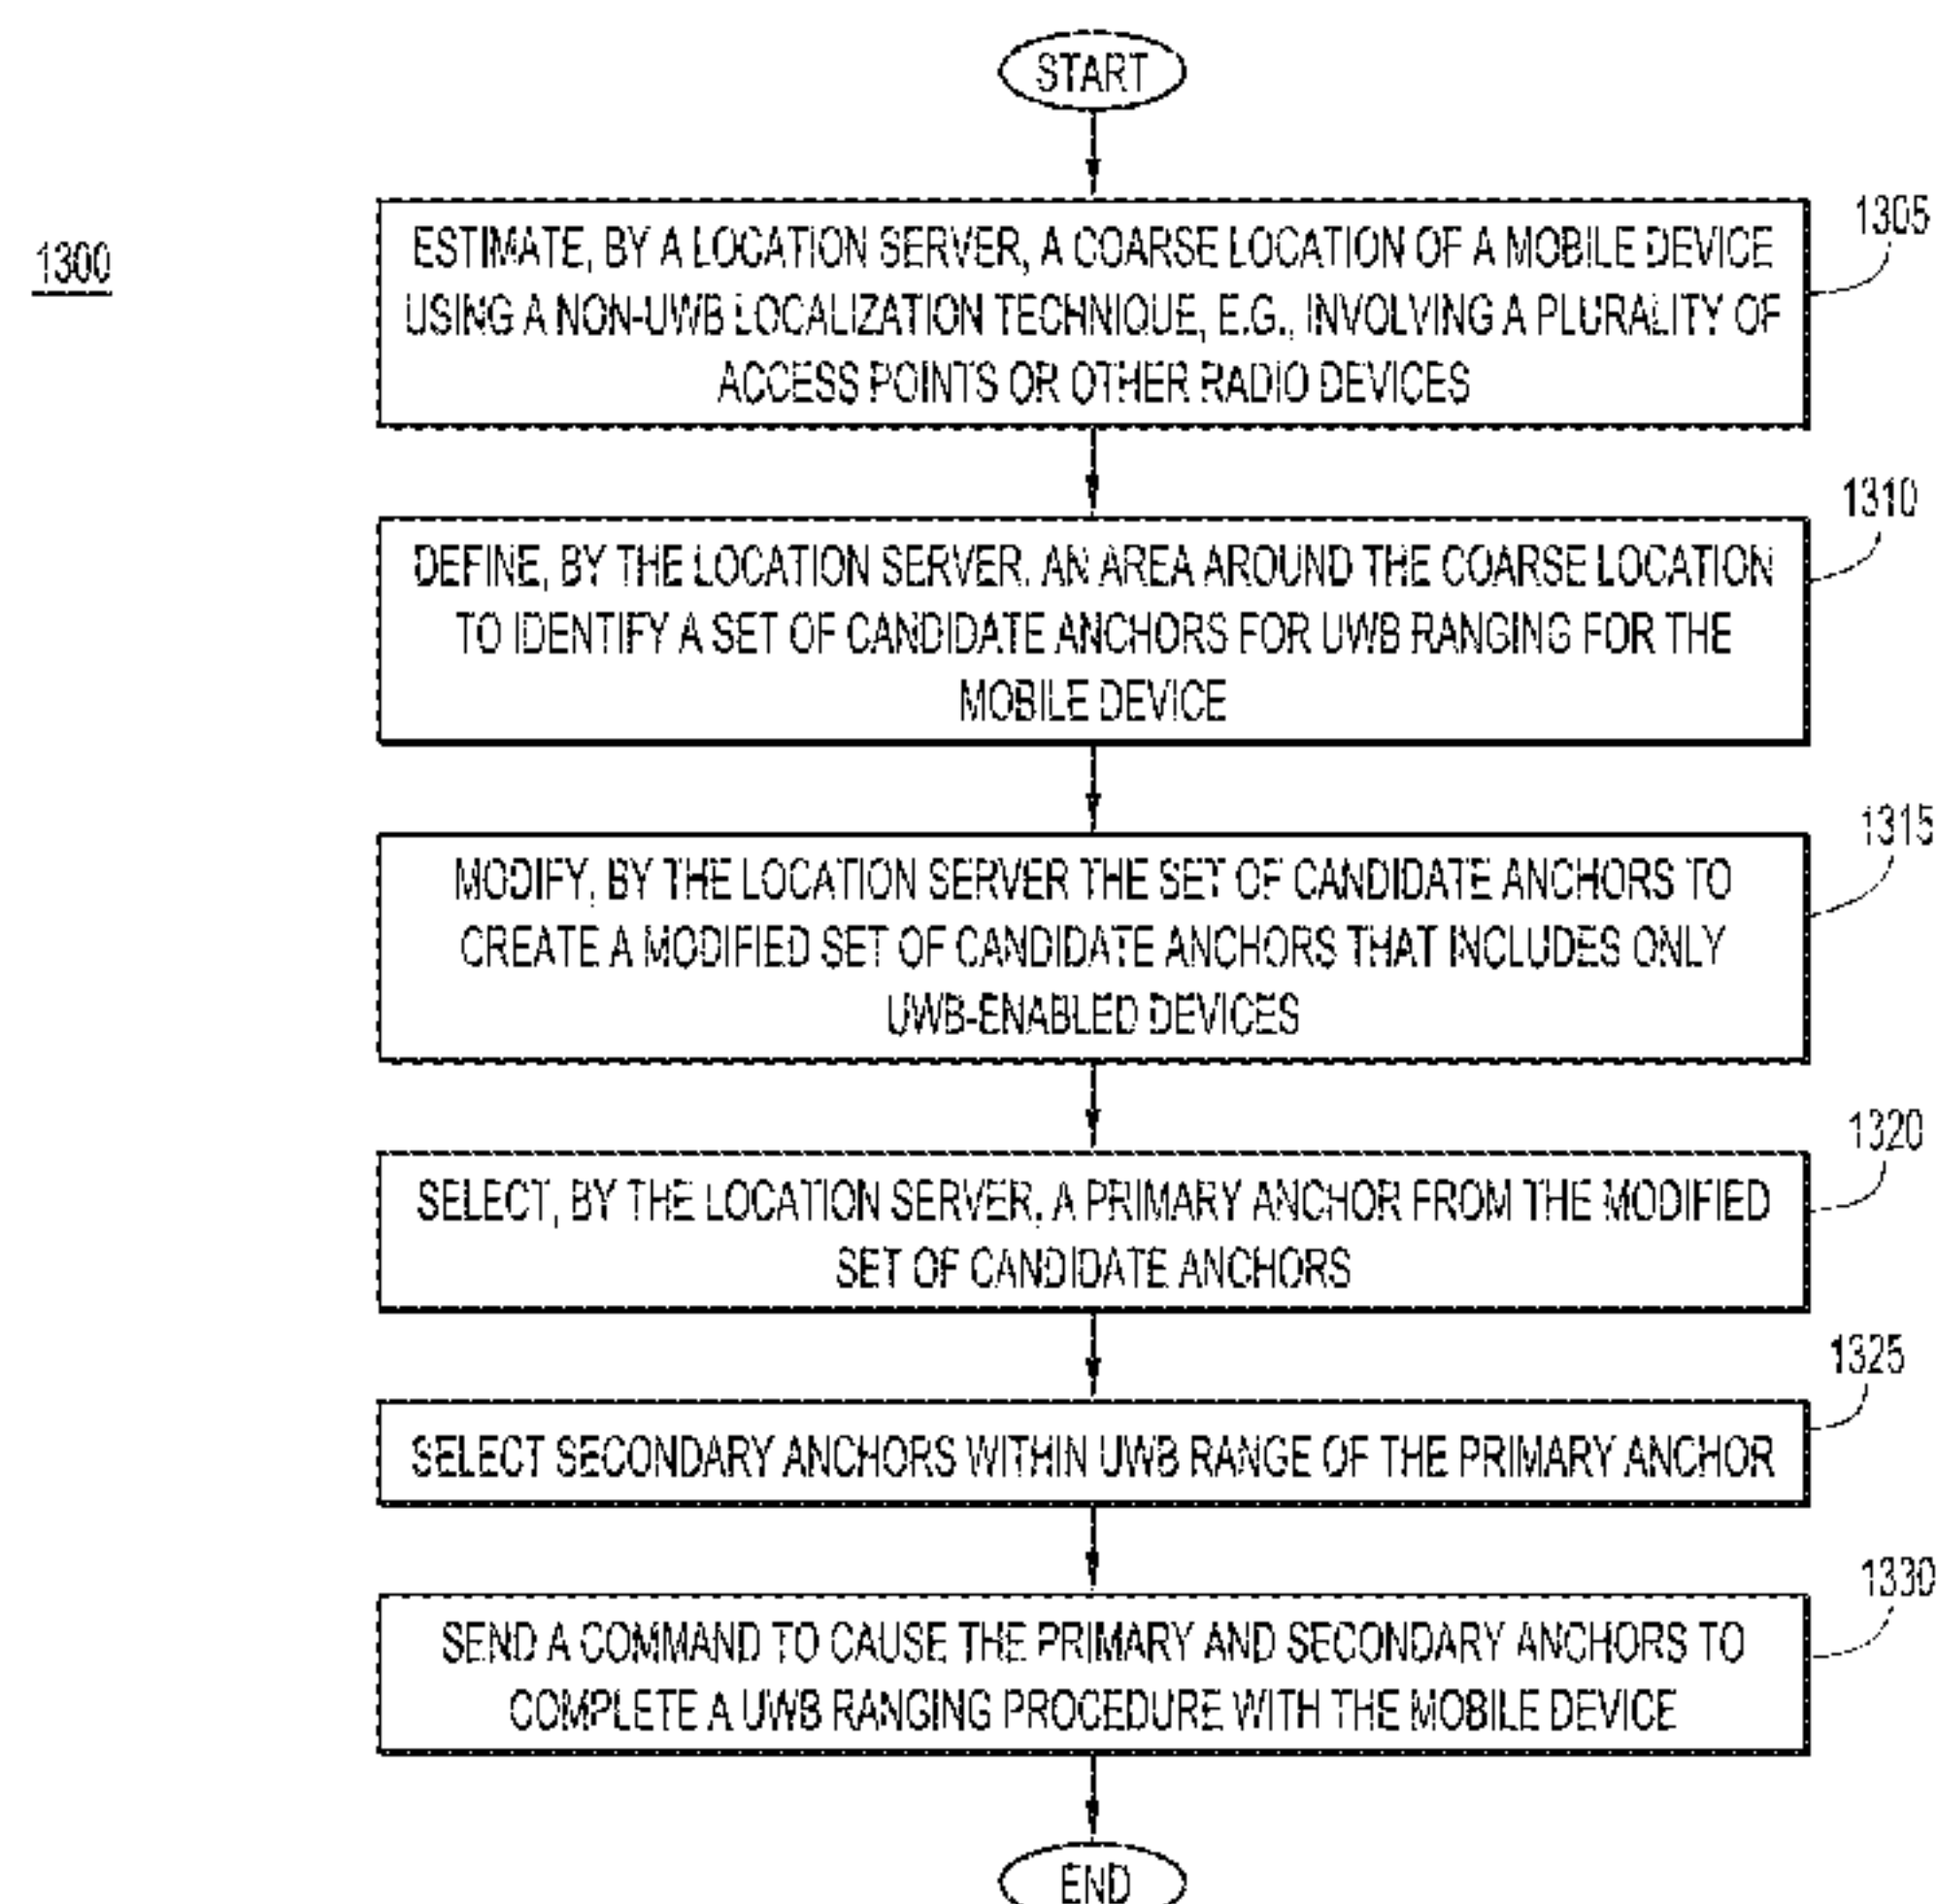 START
1300
1305
ESTIMATE, BY A LOCATION SERVER, A COARSE LOCATION OF A MOBILE DEVICE
USING A NON-UWB LOCALIZATION TECHNIQUE, E.G., INVOLVING A PLURALITY OF
ACCESS POINTS OR OTHER RADIO DEVICES
1310
DEFINE, BY THE LOCATION SERVER, AN AREA AROUND THE COARSE LOCATION
TO IDENTIFY A SET OF CANDIDATE ANCHORS FOR UWB RANGING FOR THE
MOBILE DEVICE
1315
MODIFY, BY THE LOCATION SERVER THE SET OF CANDIDATE ANCHORS TO
CREATE A MODIFIED SET OF CANDIDATE ANCHORS THAT INCLUDES ONLY
UWB-ENABLED DEVICES
1320
SELECT, BY THE LOCATION SERVER, A PRIMARY ANCHOR FROM THE MODIFIED
SET OF CANDIDATE ANCHORS
1325
SELECT SECONDARY ANCHORS WITHIN UWB RANGE OF THE PRIMARY ANCHOR
1330
SEND A COMMAND TO CAUSE THE PRIMARY AND SECONDARY ANCHORS TO
COMPLETE A UWB RANGING PROCEDURE WITH THE MOBILE DEVICE
END